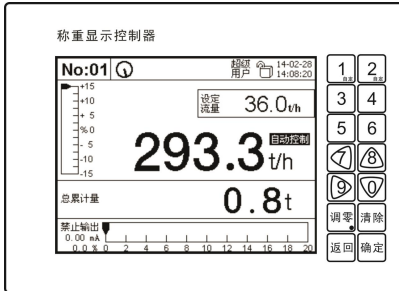 称重显示控制器
No:01 超级用户 14-02-28 14:08:20
+15
+10
+ 5
% 0
- 5
-10
-15
设定流量 36.0t/h
自动控制
293.3t/h
总累计量 0.8t
禁止输出
0.00 mA
0.0 % 0 2 4 6 8 10 12 14 16 18 20
1 2
3 4
5 6
7 8
9 0
调零 清除
返回 确定